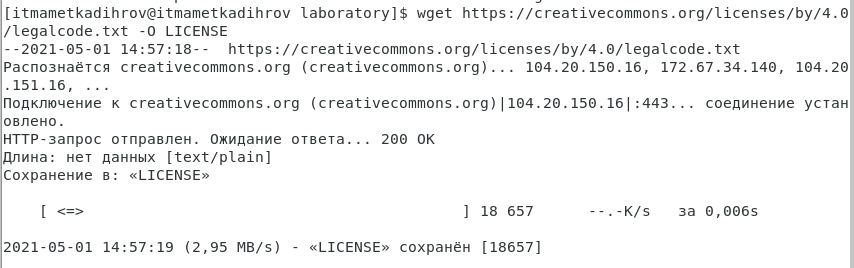 [itmametkadihrov@itmametkadihrov laboratory]$ wget https://creativecommons.org/licenses/by/4.0
/legalcode.txt -O LICENSE
--2021-05-01 14:57:18--  https://creativecommons.org/licenses/by/4.0/legalcode.txt
Распознаётся creativecommons.org (creativecommons.org)... 104.20.150.16, 172.67.34.140, 104.20
.151.16, ...
Подключение к creativecommons.org (creativecommons.org)|104.20.150.16|:443... соединение устан
овлено.
HTTP-запрос отправлен. Ожидание ответа... 200 OK
Длина: нет данных [text/plain]
Сохранение в: «LICENSE»
    [ <=>                                          ] 18 657      --.-K/s   за 0,006s
2021-05-01 14:57:19 (2,95 MB/s) - «LICENSE» сохранён [18657]